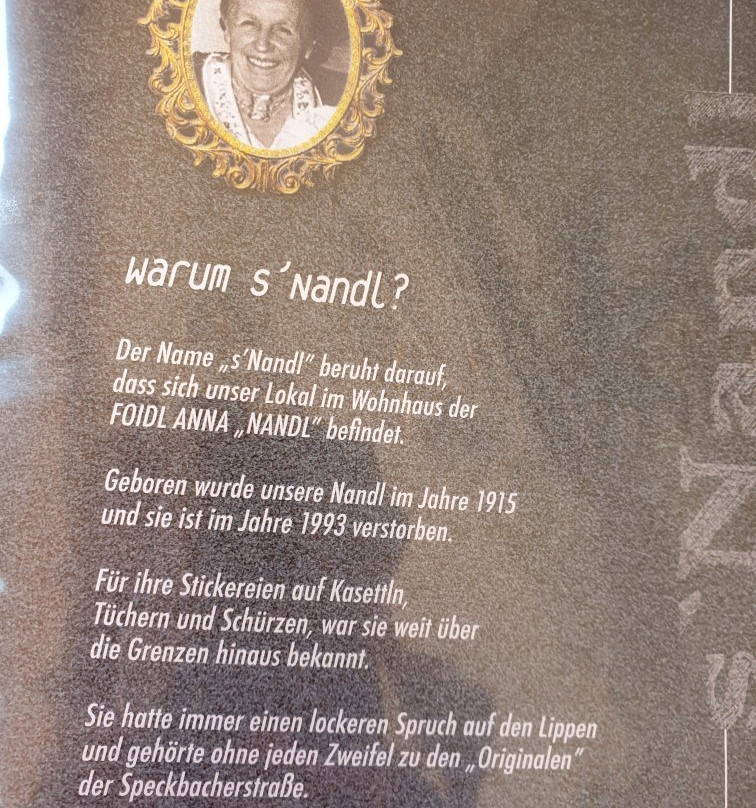 warum s´Nandl?
Der Name „s’Nandl” beruht darauf,
dass sich unser Lokal im Wohnhaus der
FOIDL ANNA „NANDL” befindet.
Geboren wurde unsere Nandl im Jahre 1915
und sie ist im Jahre 1993 verstorben.
Für ihre Stickereien auf Kasettln,
Tüchern und Schürzen, war sie weit über
die Grenzen hinaus bekannt.
Sie hatte immer einen lockeren Spruch auf den Lippen
und gehörte ohne jeden Zweifel zu den „Originalen”
der Speckbacherstraße.
s´Nandl